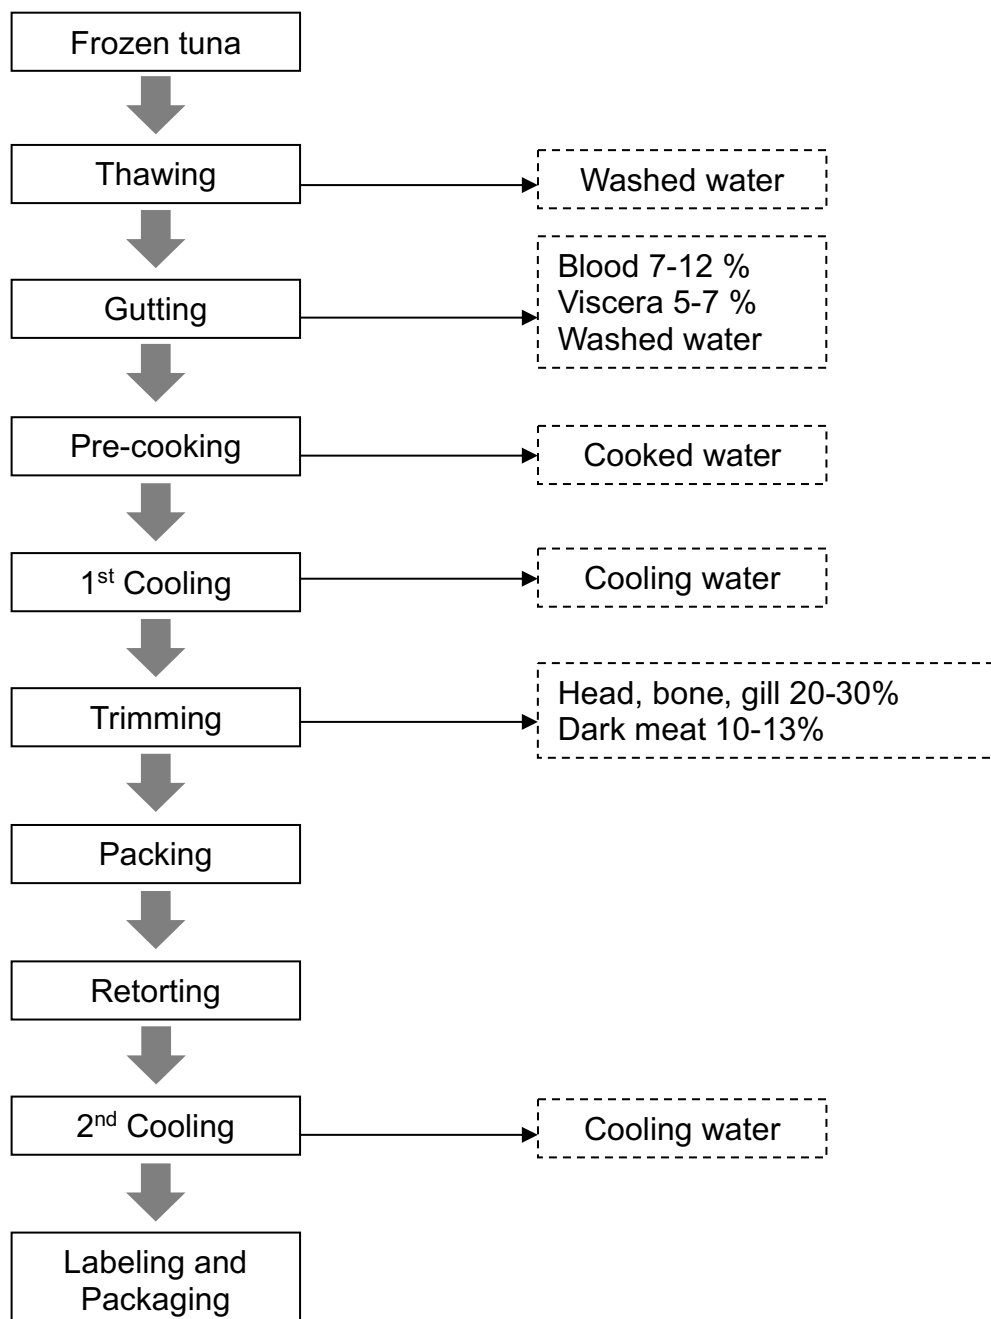 Frozen tuna
Thawing
Washed water
Gutting
Blood 7-12 %
Viscera 5-7 %
Washed water
Pre-cooking
Cooked water
1st Cooling
Cooling water
Trimming
Head, bone, gill 20-30%
Dark meat 10-13%
Packing
Retorting
2nd Cooling
Cooling water
Labeling and
Packaging